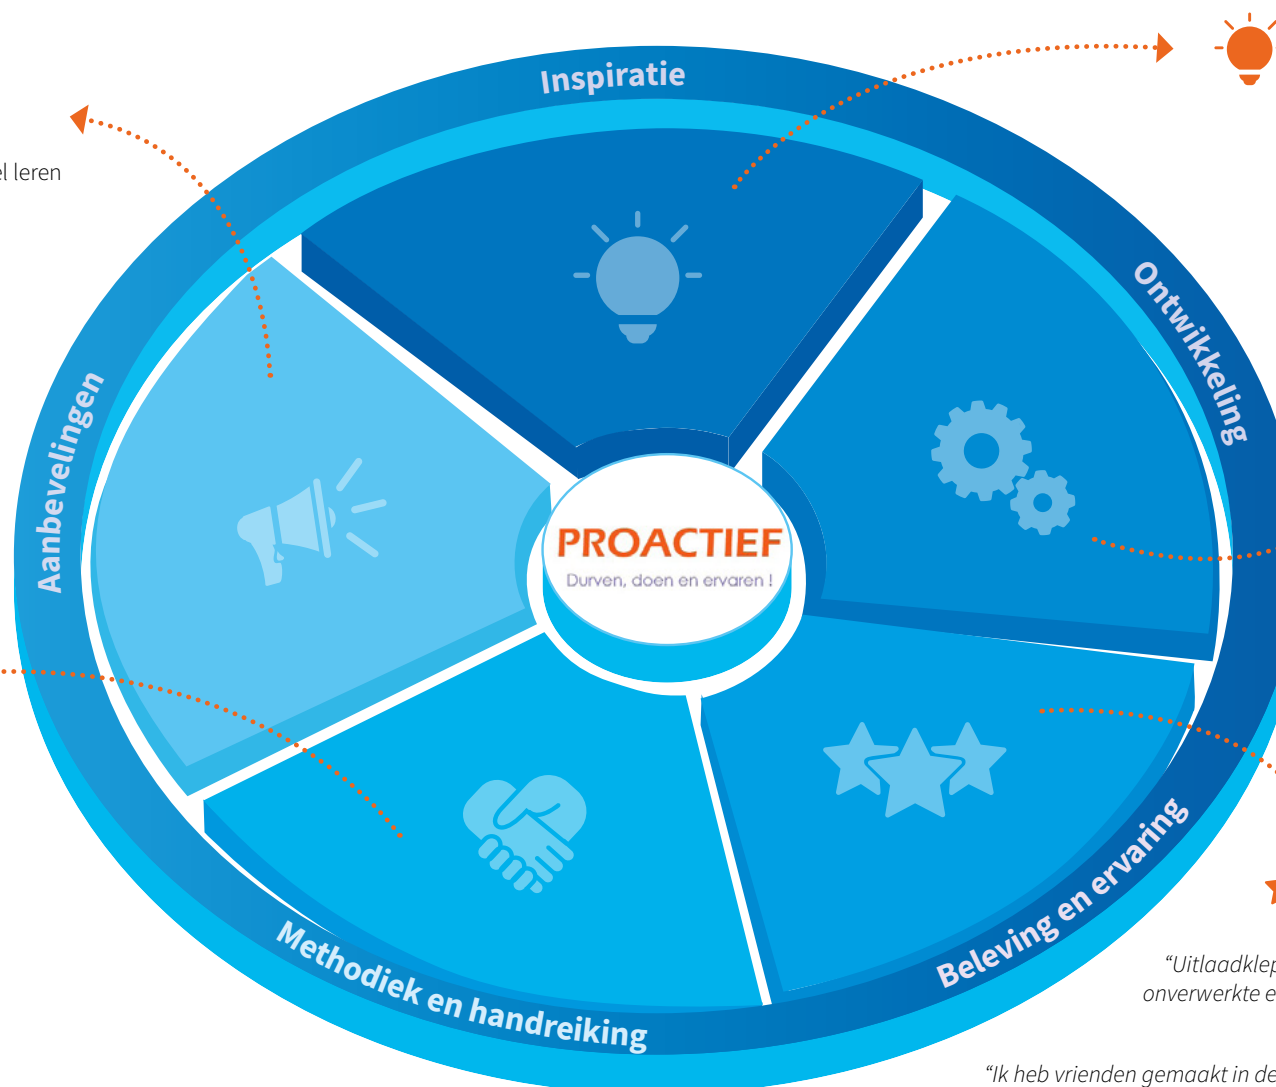 Inspiratie
el leren
Ontwikkeling
Aanbevelingen
PROACTIEF
Durven, doen en ervaren !
Beleving en ervaring
Methodiek en handreiking
“Uitlaadklep
onverwerkte e
“Ik heb vrienden gemaakt in de